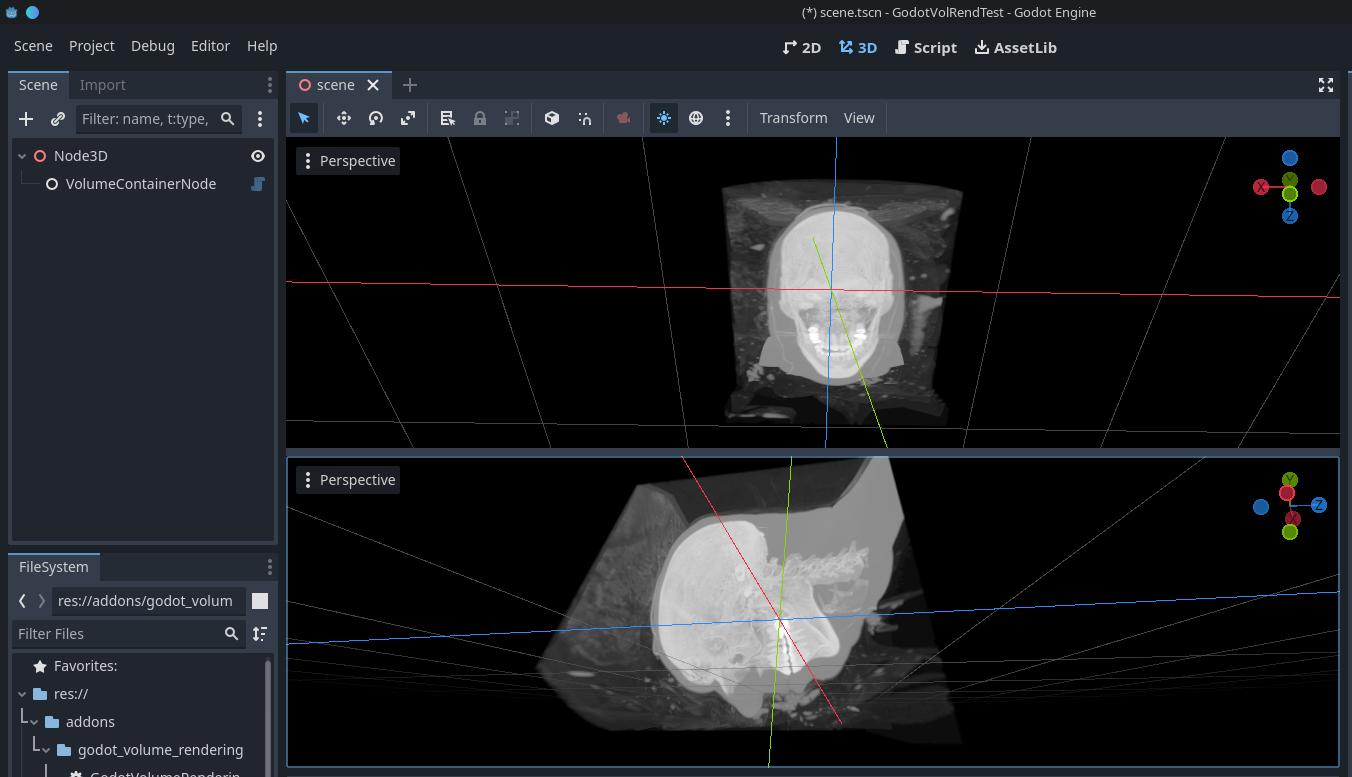 (*) scene.tscn - GodotVolRendTest - Godot Engine
Scene Project Debug Editor Help
2D 3D Script AssetLib
Scene Import
scene
Filter: name, t:type,
Transform View
Node3D
VolumeContainerNode
Perspective
X Y Z
Perspective
Y Z X
FileSystem
res://addons/godot_volum
Filter Files
Favorites:
res://
addons
godot_volume_rendering
GodotVolumeRenderin